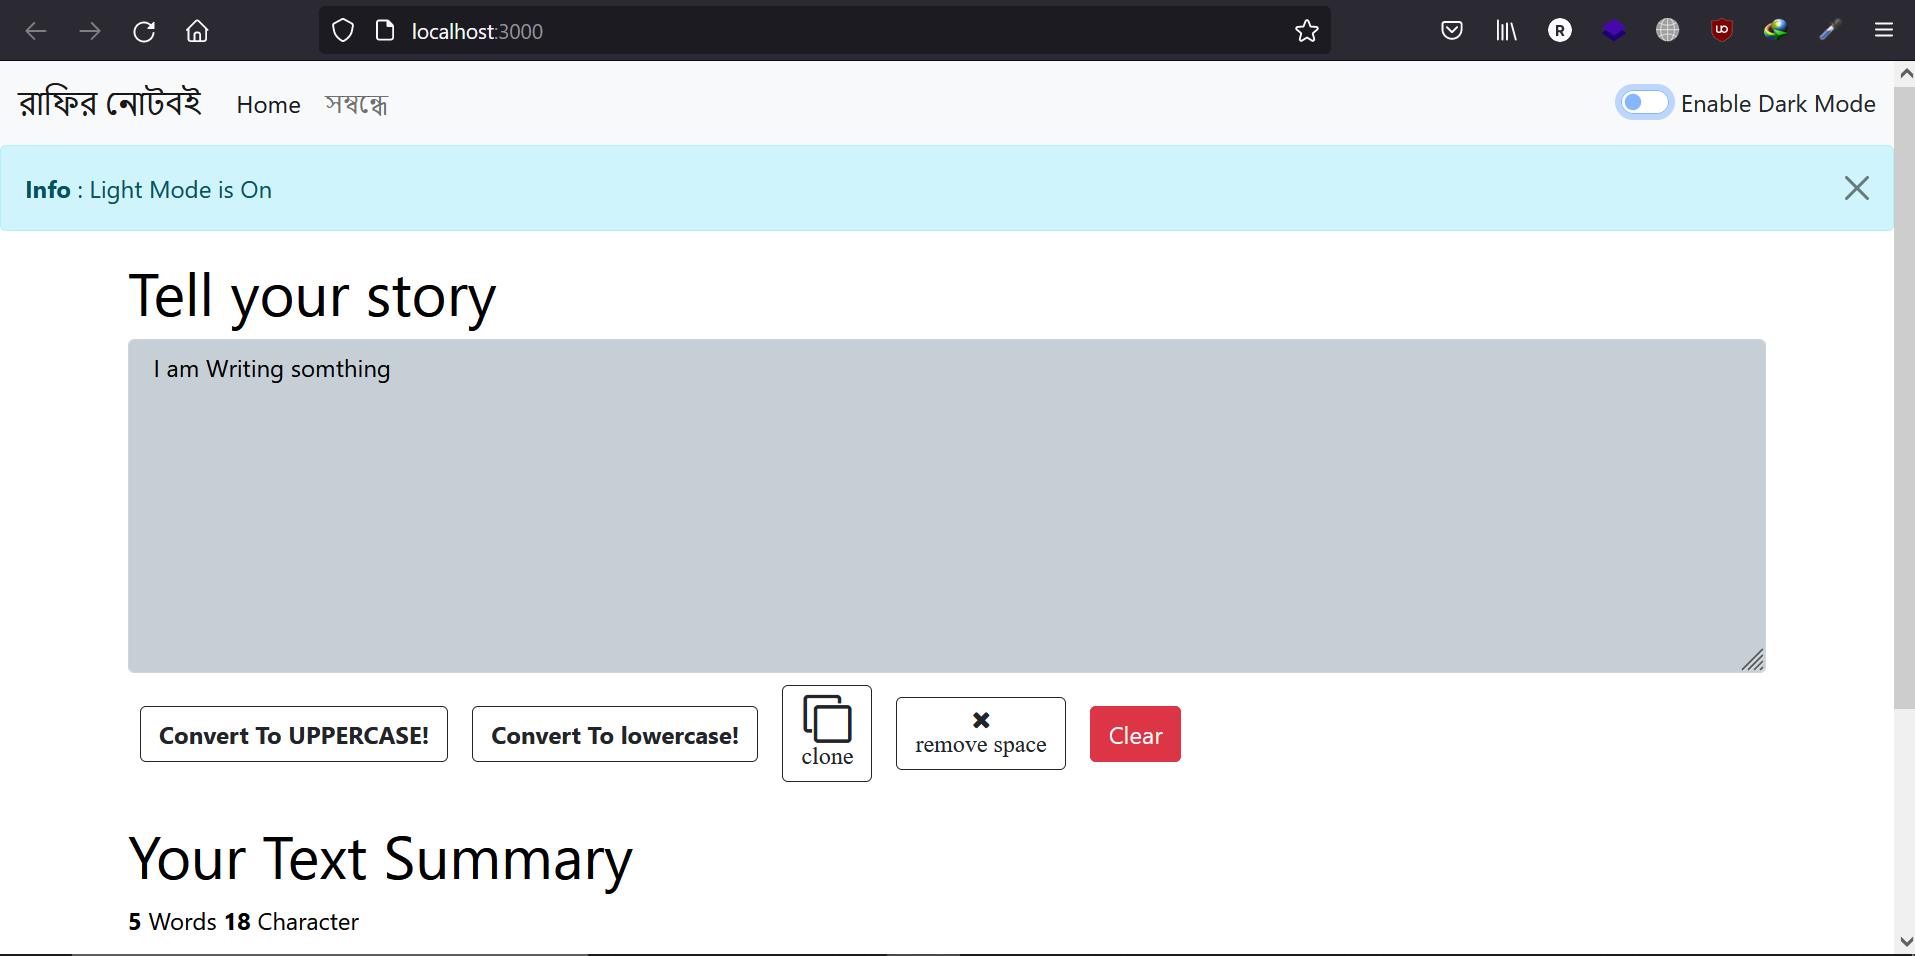 localhost:3000
রাফির নোটবই Home সম্বন্ধে Enable Dark Mode
Info : Light Mode is On
Tell your story
I am Writing somthing
Convert To UPPERCASE! Convert To lowercase! clone remove space Clear
Your Text Summary
5 Words 18 Character